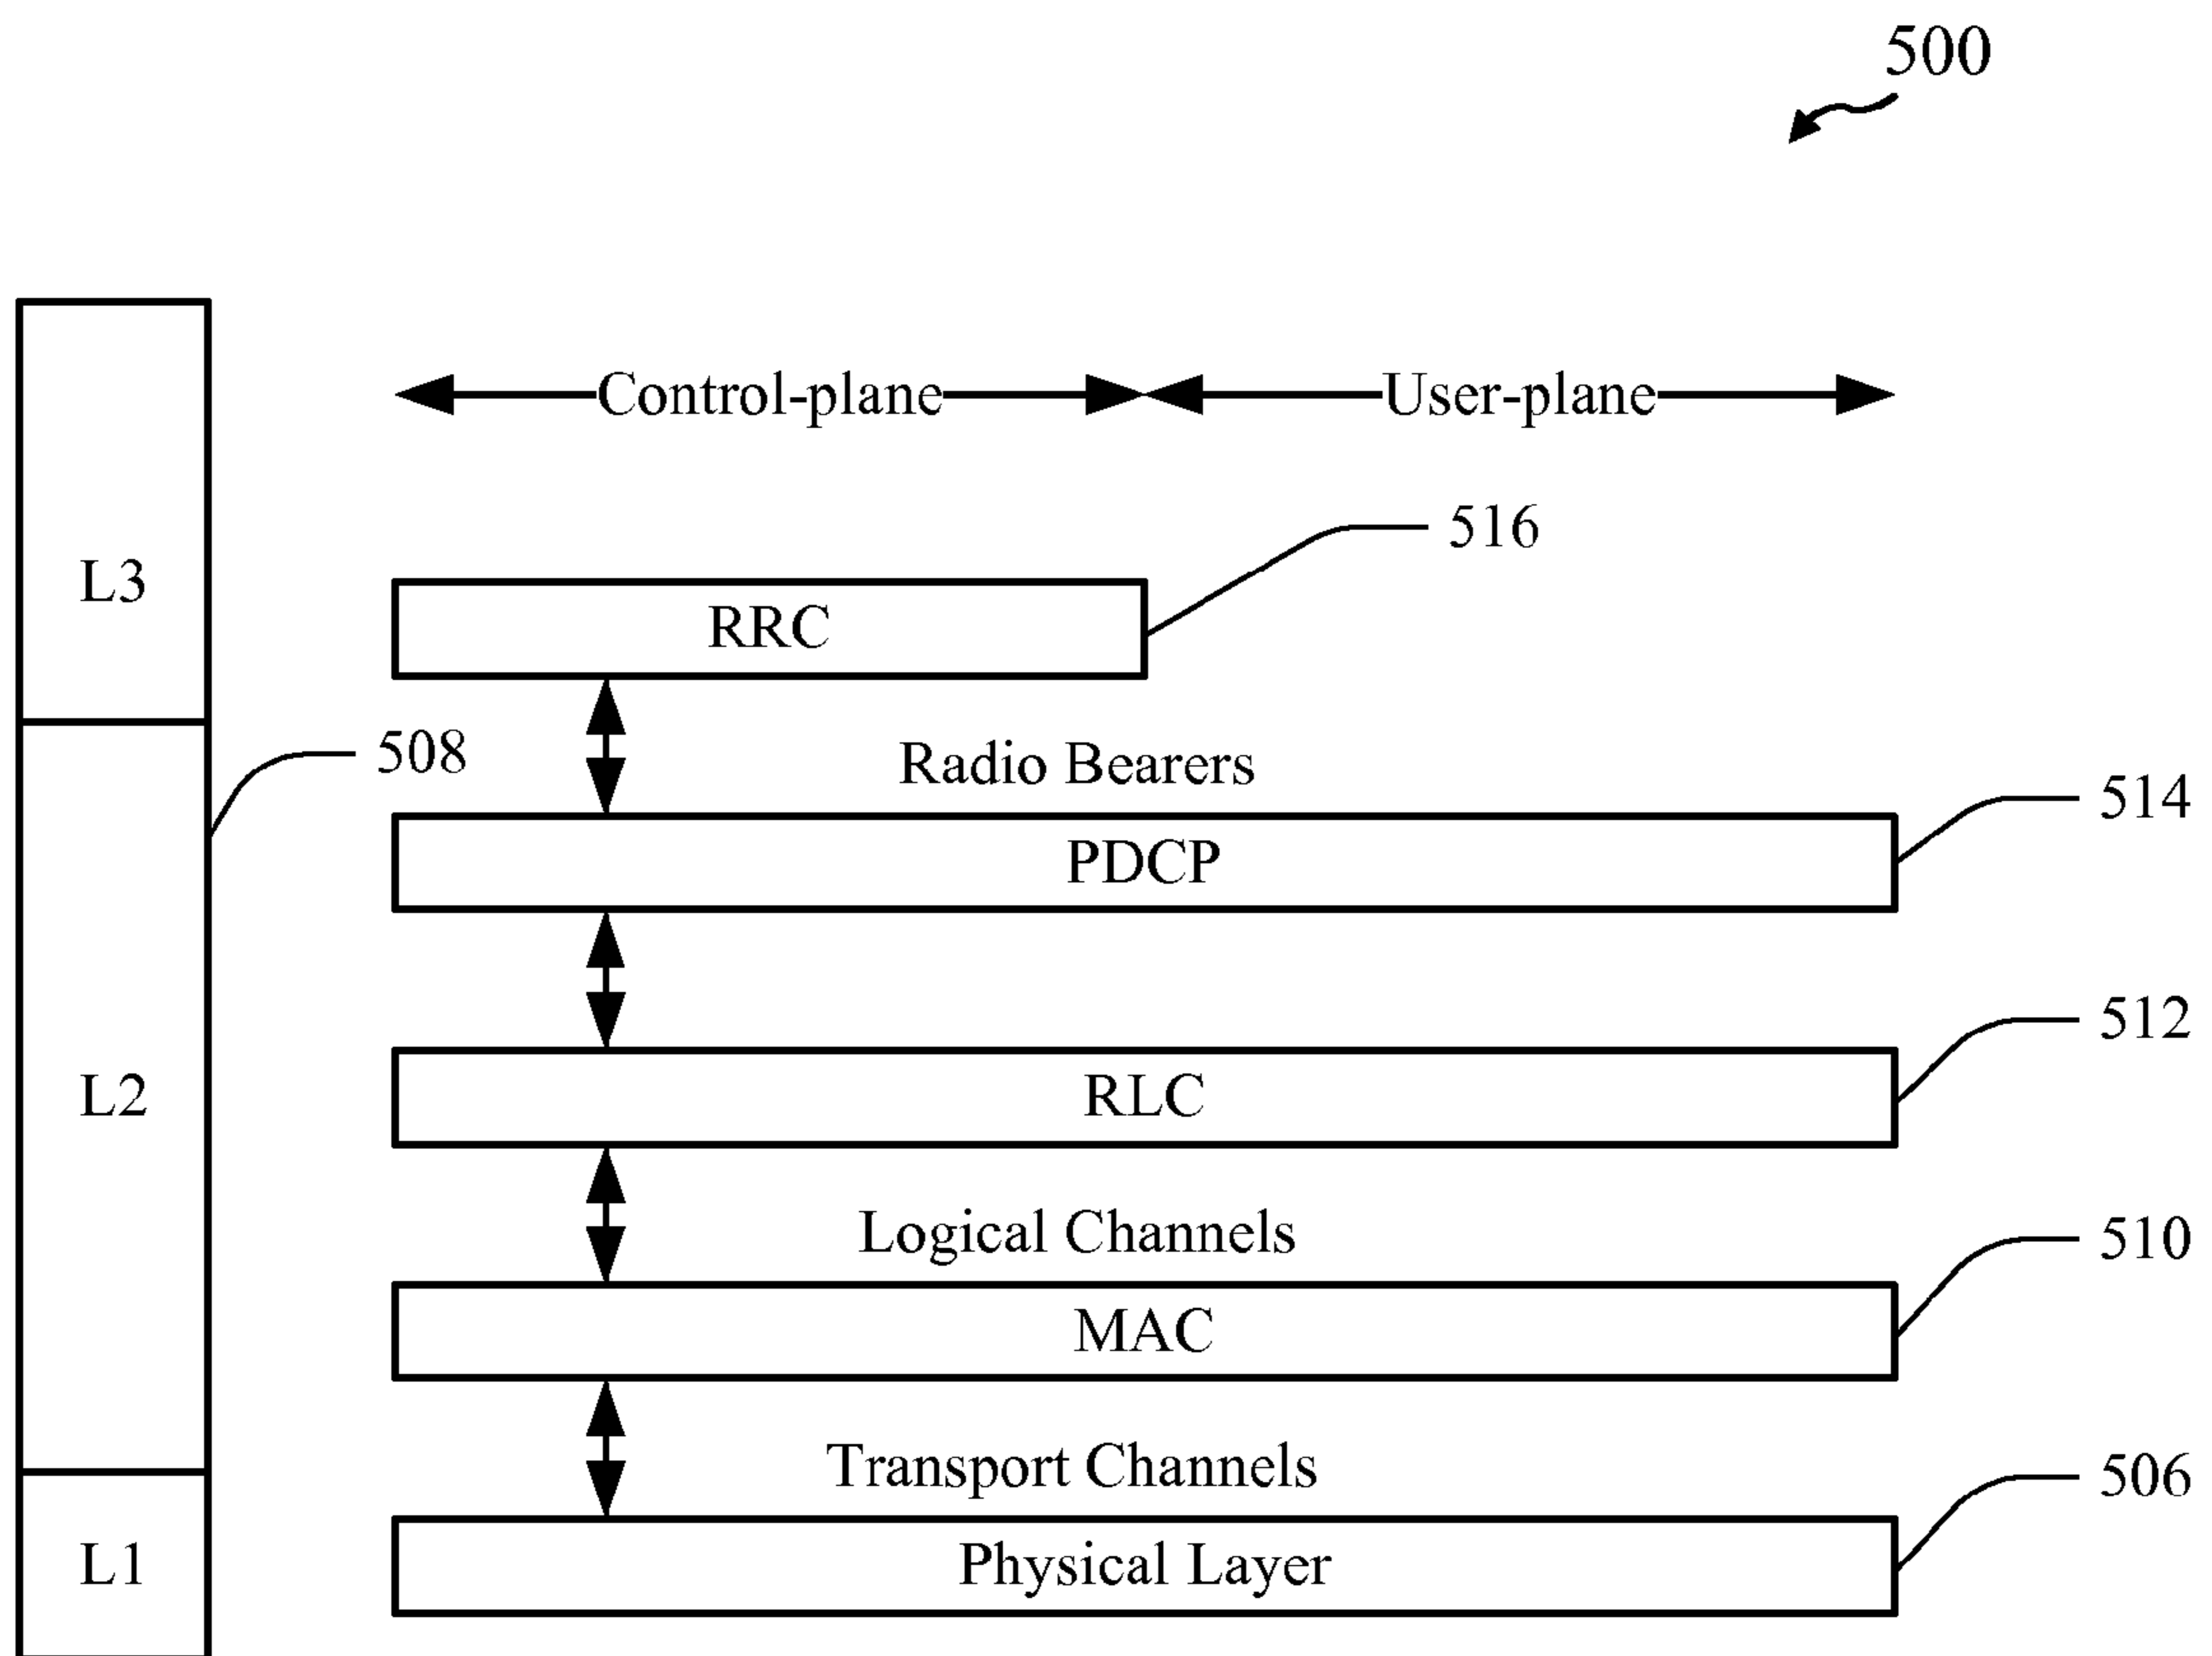 500
Control-plane
User-plane
516
L3
RRC
508
Radio Bearers
514
PDCP
512
L2
RLC
Logical Channels
510
MAC
Transport Channels
506
L1
Physical Layer